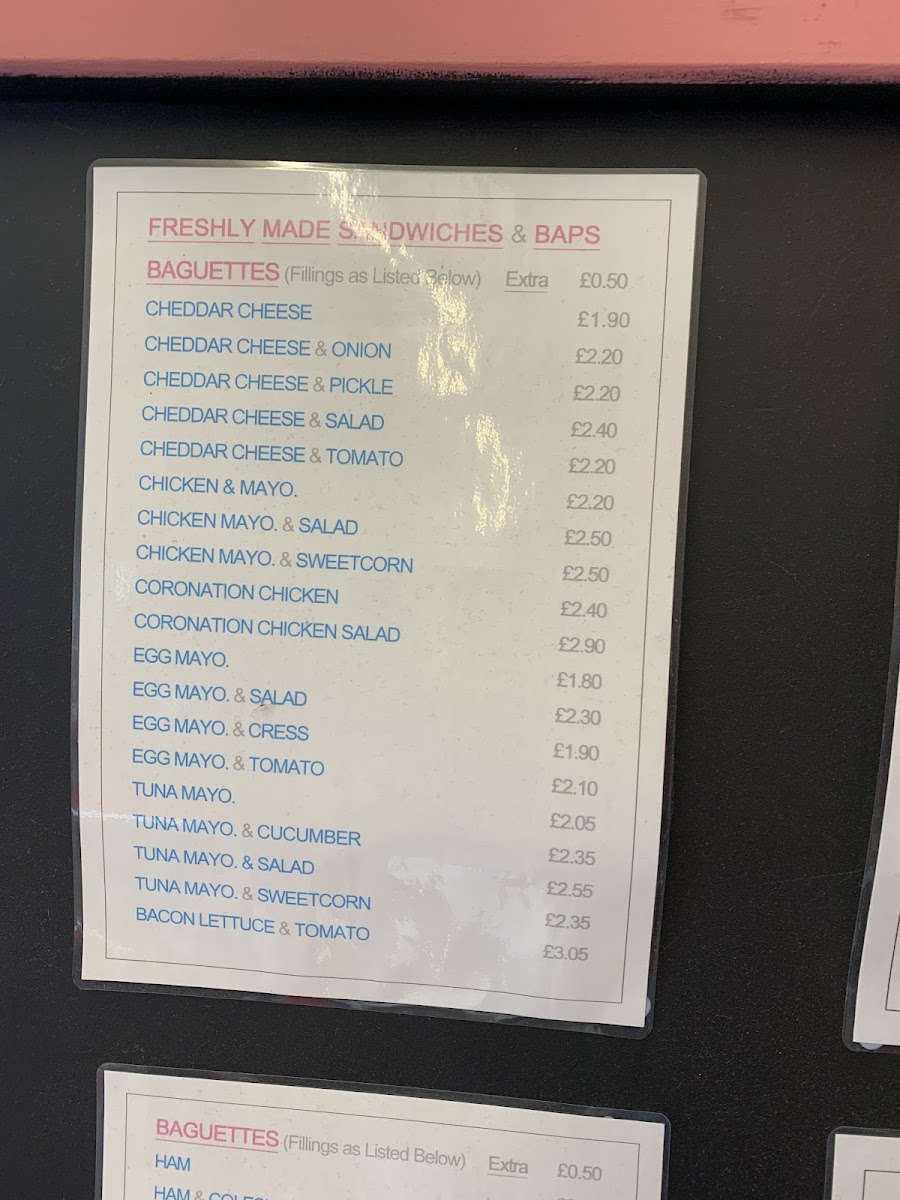 FRESHLY MADE SANDWICHES & BAPS
BAGUETTES (Fillings as Listed Below) Extra £0.50
CHEDDAR CHEESE £1.90
CHEDDAR CHEESE & ONION £2.20
CHEDDAR CHEESE & PICKLE £2.20
CHEDDAR CHEESE & SALAD £2.40
CHEDDAR CHEESE & TOMATO £2.20
CHICKEN & MAYO. £2.20
CHICKEN MAYO. & SALAD £2.50
CHICKEN MAYO. & SWEETCORN £2.50
CORONATION CHICKEN £2.40
CORONATION CHICKEN SALAD £2.90
EGG MAYO. £1.80
EGG MAYO. & SALAD £2.30
EGG MAYO. & CRESS £1.90
EGG MAYO. & TOMATO £2.10
TUNA MAYO. £2.05
TUNA MAYO. & CUCUMBER £2.35
TUNA MAYO. & SALAD £2.55
TUNA MAYO. & SWEETCORN £2.35
BACON LETTUCE & TOMATO £3.05
BAGUETTES (Fillings as Listed Below) Extra £0.50
HAM
HAM &